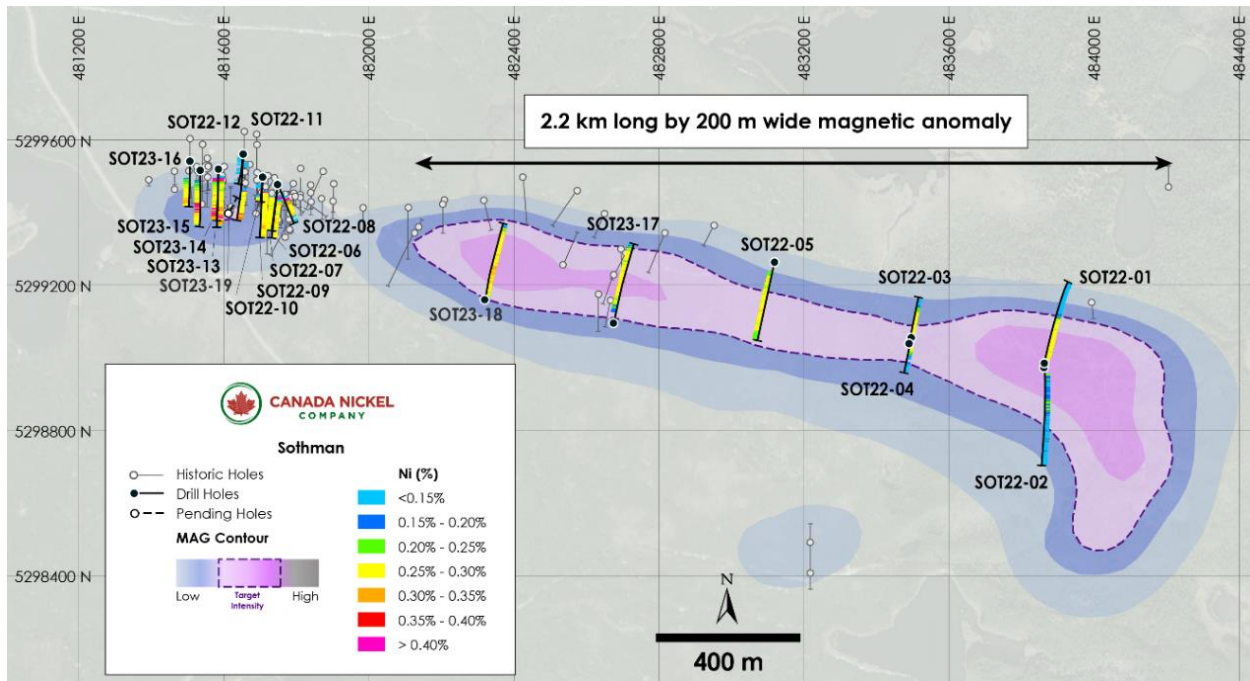 481200 E
481600 E
482000 E
482400 E
482800 E
483200 E
483600 E
484000 E
484400 E
2.2 km long by 200 m wide magnetic anomaly
5299600 N
5299200 N
5298800 N
5298400 N
SOT22-12
SOT22-11
SOT23-16
SOT23-15
SOT23-14
SOT23-13
SOT23-19
SOT22-10
SOT22-09
SOT22-07
SOT22-06
SOT22-08
SOT23-18
SOT23-17
SOT22-05
SOT22-03
SOT22-04
SOT22-01
SOT22-02
CANADA NICKEL
COMPANY
Sothman
Historic Holes
Drill Holes
Pending Holes
MAG Contour
Low
Target
Intensity
High
Ni (%)
<0.15%
0.15% - 0.20%
0.20% - 0.25%
0.25% - 0.30%
0.30% - 0.35%
0.35% - 0.40%
> 0.40%
N
400 m